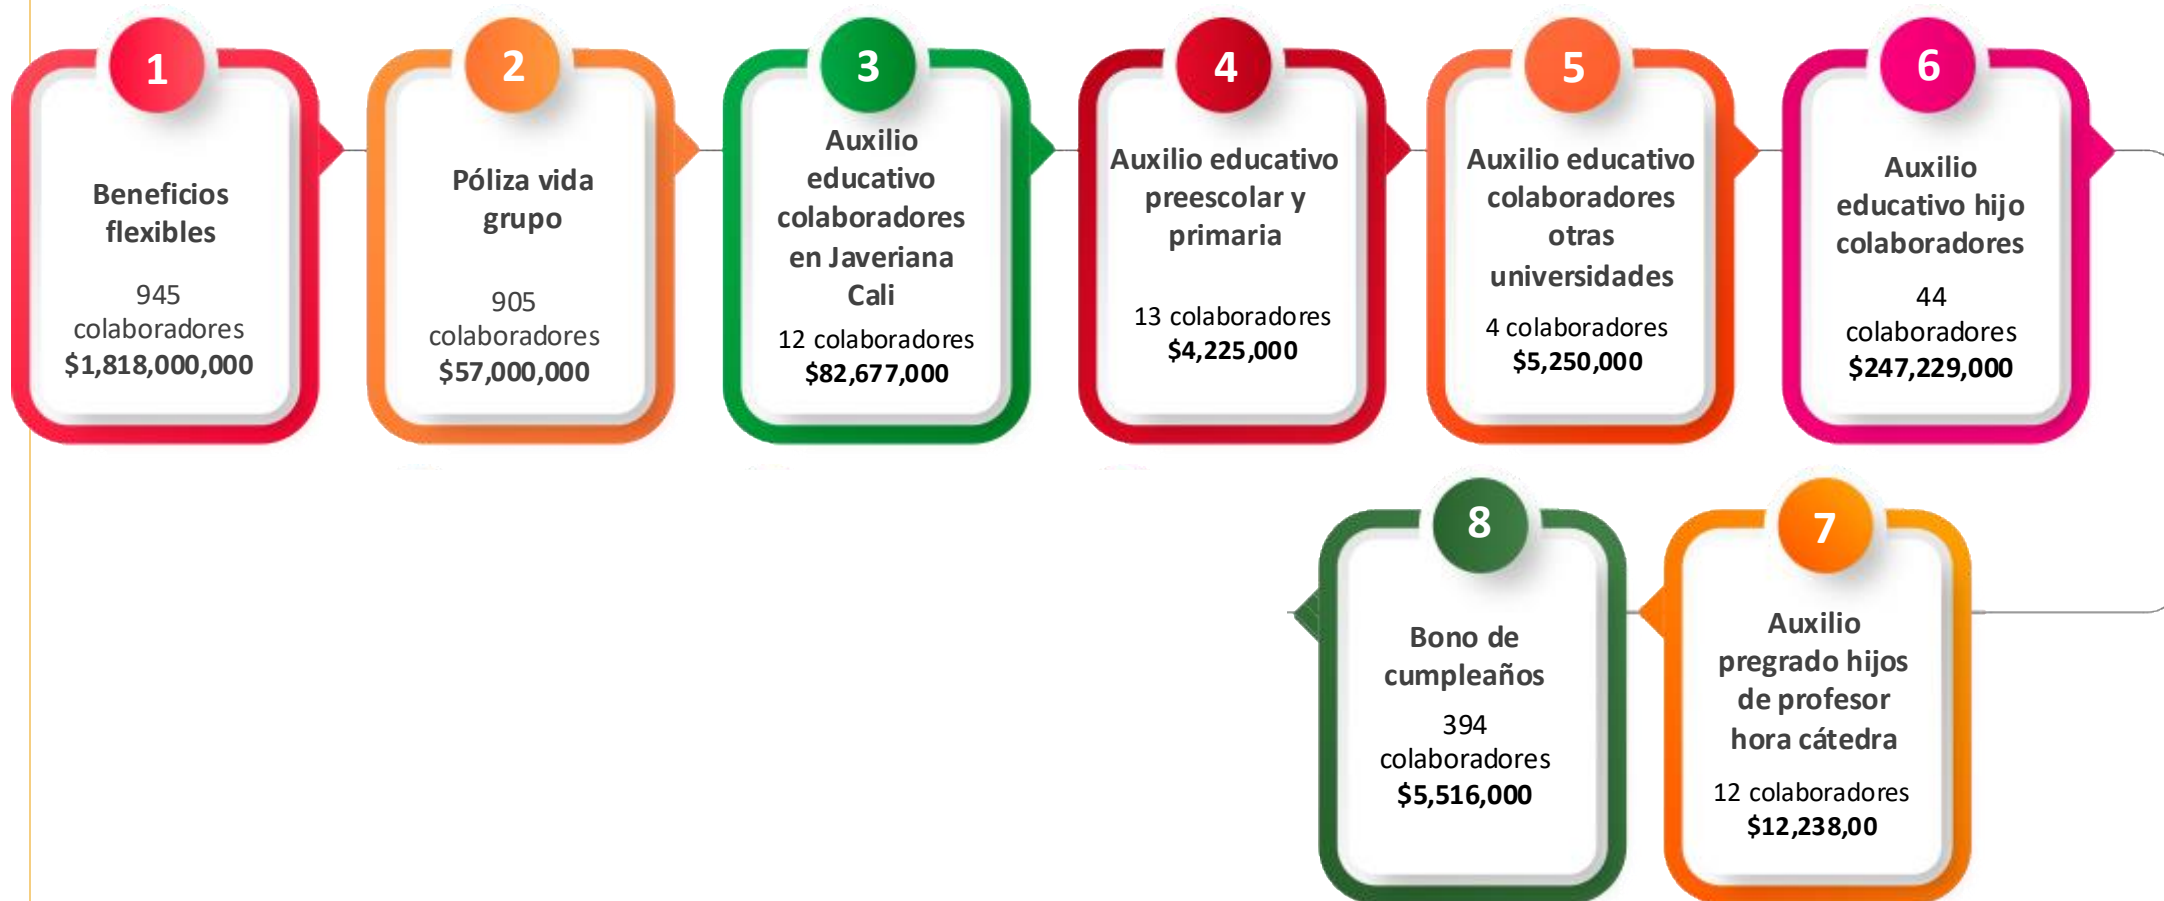 1
Beneficios
flexibles
945
colaboradores
$1,818,000,000
2
Póliza vida
grupo
905
colaboradores
$57,000,000
3
Auxilio
educativo
colaboradores
en Javeriana
Cali
12 colaboradores
$82,677,000
4
Auxilio educativo
preescolar y
primaria
13 colaboradores
$4,225,000
5
Auxilio educativo
colaboradores
otras
universidades
4 colaboradores
$5,250,000
6
Auxilio
educativo hijo
colaboradores
44
colaboradores
$247,229,000
7
Auxilio
pregrado hijos
de profesor
hora cátedra
12 colaboradores
$12,238,00
8
Bono de
cumpleaños
394
colaboradores
$5,516,000